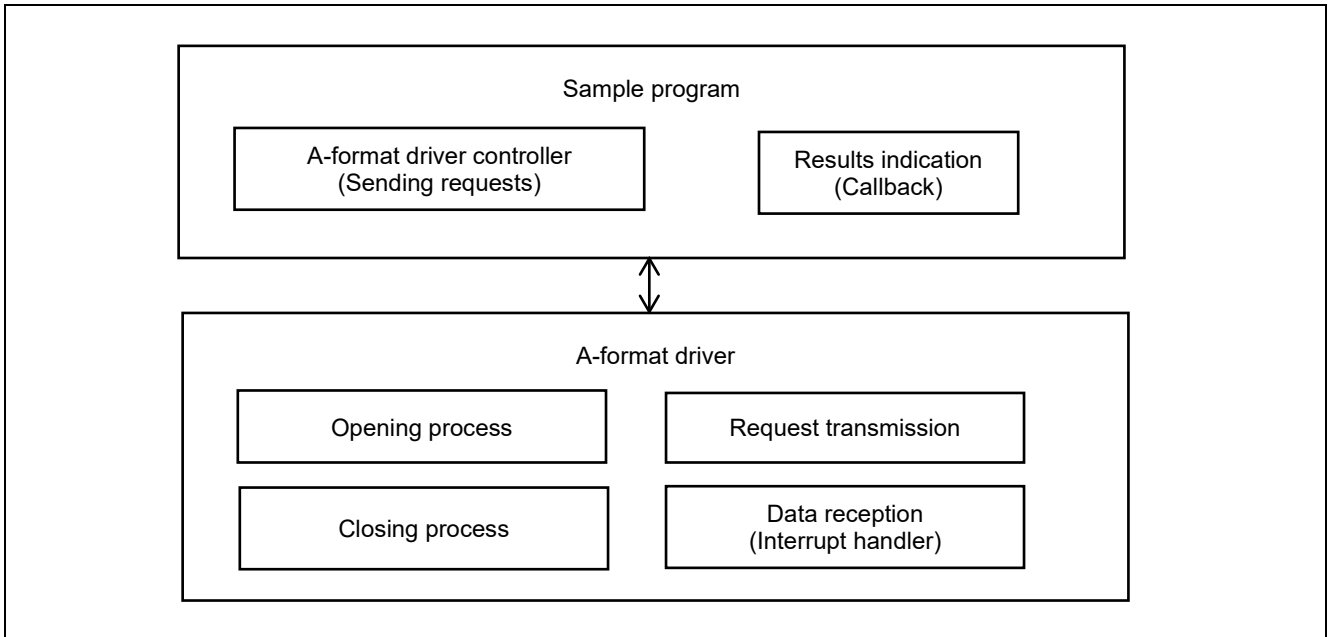 Sample program
A-format driver controller
(Sending requests)
Results indication
(Callback)
A-format driver
Opening process
Request transmission
Closing process
Data reception
(Interrupt handler)